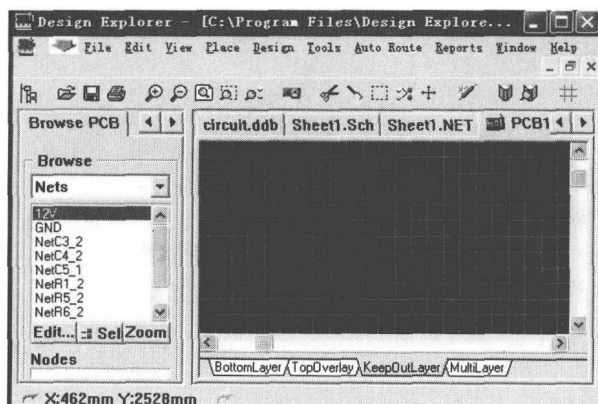 Design Explorer - [C:\Program Files\Design Explore...
File Edit View Place Design Tools Auto Route Reports Window Help
Browse PCB
circuit.ddb Sheet1.Sch Sheet1.NET PCB1
Browse
Nets
12V
GND
NetC3_2
NetC4_2
NetC5_1
NetR1_2
NetR5_2
NetR6_2
Edit... Sel Zoom
Nodes
BottomLayer TopOverlay KeepOutLayer MultiLayer
X:462mm Y:2528mm